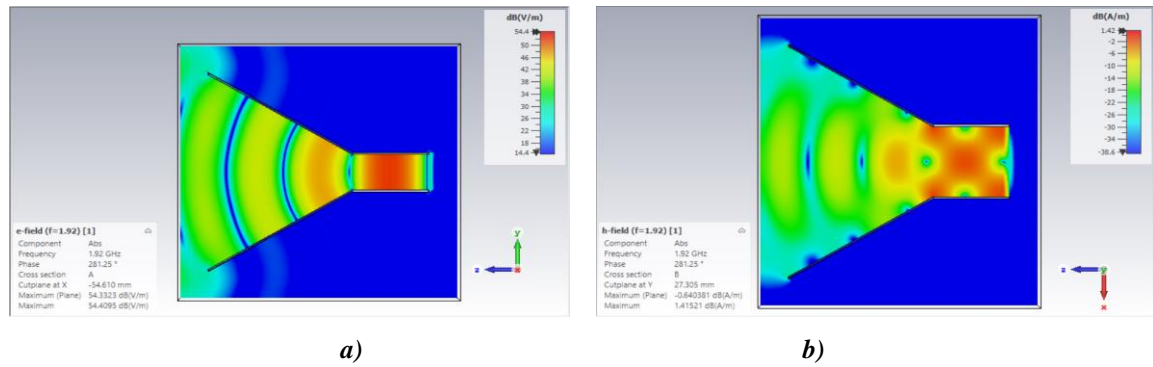 dB(V/m)
54.4
50
46
42
38
34
30
26
22
18
14.4
e-field (f=1.92) [1]
Component Abs
Frequency 1.92 GHz
Phase 281.25 °
Cross section A
Cutplane at X -54.610 mm
Maximum (Plane) 54.3323 dB(V/m)
Maximum 54.4095 dB(V/m)
y
z
x
a)
dB(A/m)
1.42
-2
-6
-10
-14
-18
-22
-26
-30
-34
-38.6
h-field (f=1.92) [1]
Component Abs
Frequency 1.92 GHz
Phase 281.25 °
Cross section B
Cutplane at Y 27.305 mm
Maximum (Plane) -0.640381 dB(A/m)
Maximum 1.41521 dB(A/m)
z
y
x
b)